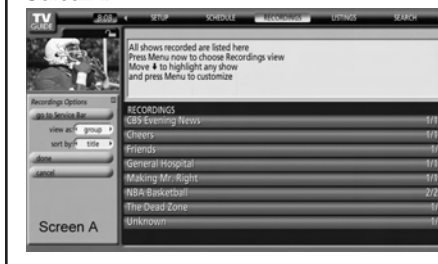 TV
GUIDE
8:08
SETUP SCHEDULE RECORDINGS LISTINGS SEARCH
All shows recorded are listed here
Press Menu now to choose Recordings view
Move ⬇ to highlight any show
and press Menu to customize
Recordings Options
go to Service Bar
view as: group
sort by: title
done
cancel
RECORDINGS
CBS Evening News 1/1
Cheers 1/1
Friends 1/
General Hospital 1/1
Making Mr. Right 1/1
NBA Basketball 2/2
The Dead Zone 1/
Unknown 1/
Screen A